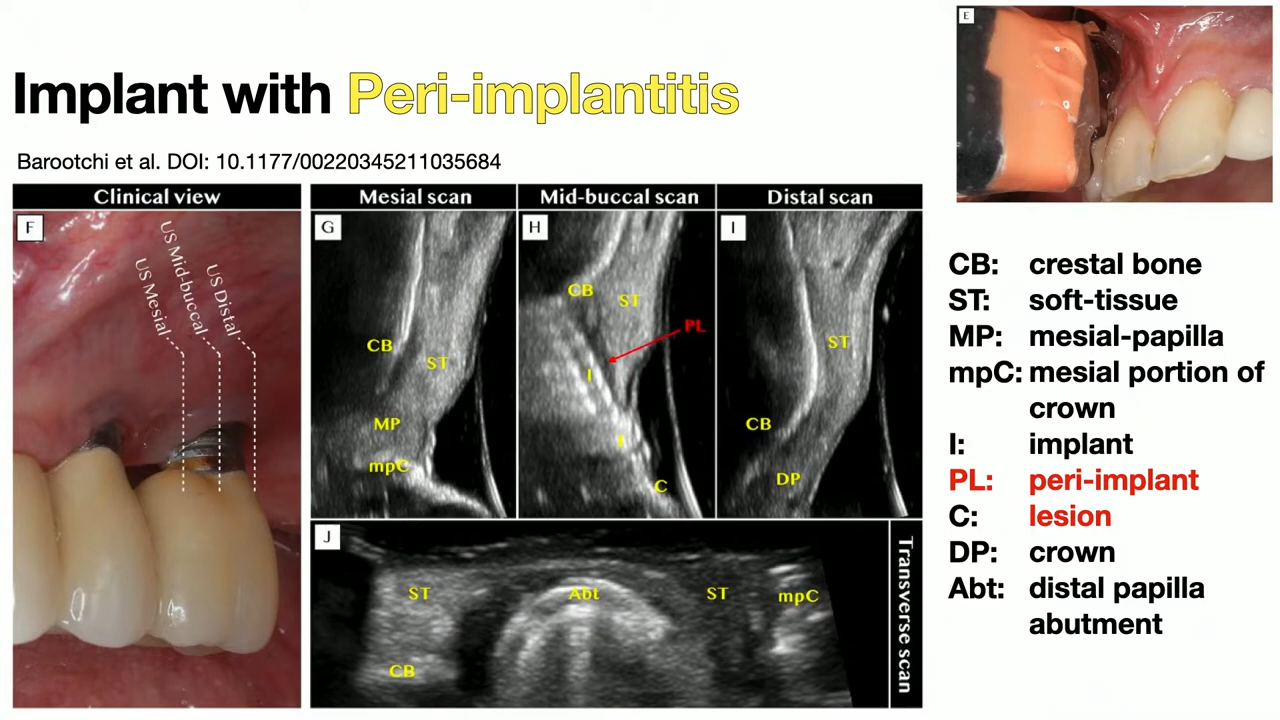 E
Implant with Peri-implantitis
Barootchi et al. DOI: 10.1177/00220345211035684
Clinical view
F
US Mesial
US Mid-buccal
US Distal
Mesial scan
Mid-buccal scan
Distal scan
G
CB
ST
MP
mpC
H
CB
ST
PL
I
I
C
I
ST
CB
DP
J
ST
Abt
ST
mpC
CB
Transverse scan
CB: crestal bone
ST: soft-tissue
MP: mesial-papilla
mpC: mesial portion of
crown
I: implant
PL: peri-implant
C: lesion
DP: crown
Abt: distal papilla
abutment